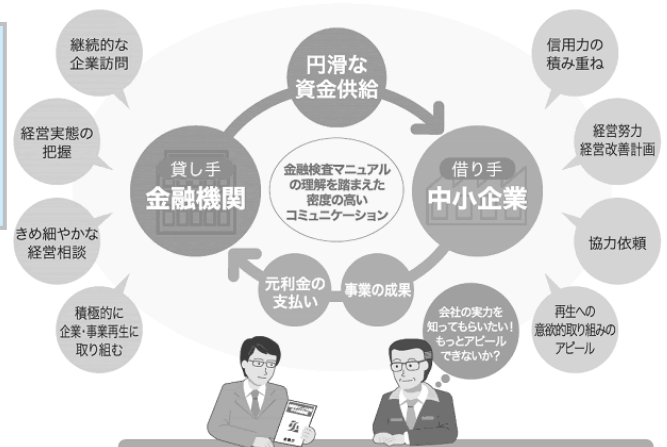 継続的な
企業訪問
経営実態の
把握
きめ細やかな
経営相談
積極的に
企業・事業再生に
取り組む
円滑な
資金供給
貸し手
金融機関
金融検査マニュアル
の理解を踏まえた
密度の高い
コミュニケーション
借り手
中小企業
元利金の
支払い
事業の成果
信用力の
積み重ね
経営努力
経営改善計画
協力依頼
再生への
意欲的取り組みの
アピール
会社の実力を
知ってもらいたい!
もっとアピール
できないか?